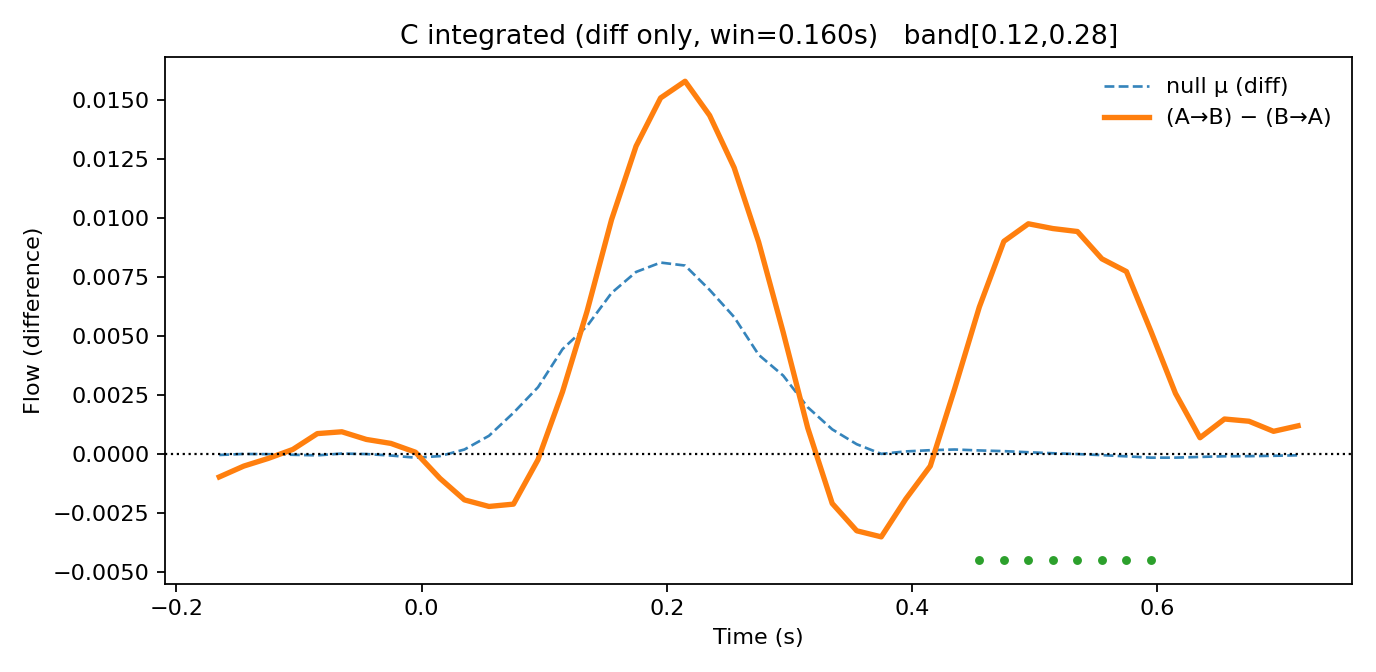 C integrated (diff only, win=0.160s)   band[0.12,0.28]
null μ (diff)
(A→B) − (B→A)
Flow (difference)
0.0150
0.0125
0.0100
0.0075
0.0050
0.0025
0.0000
−0.0025
−0.0050
−0.2
0.0
0.2
0.4
0.6
Time (s)